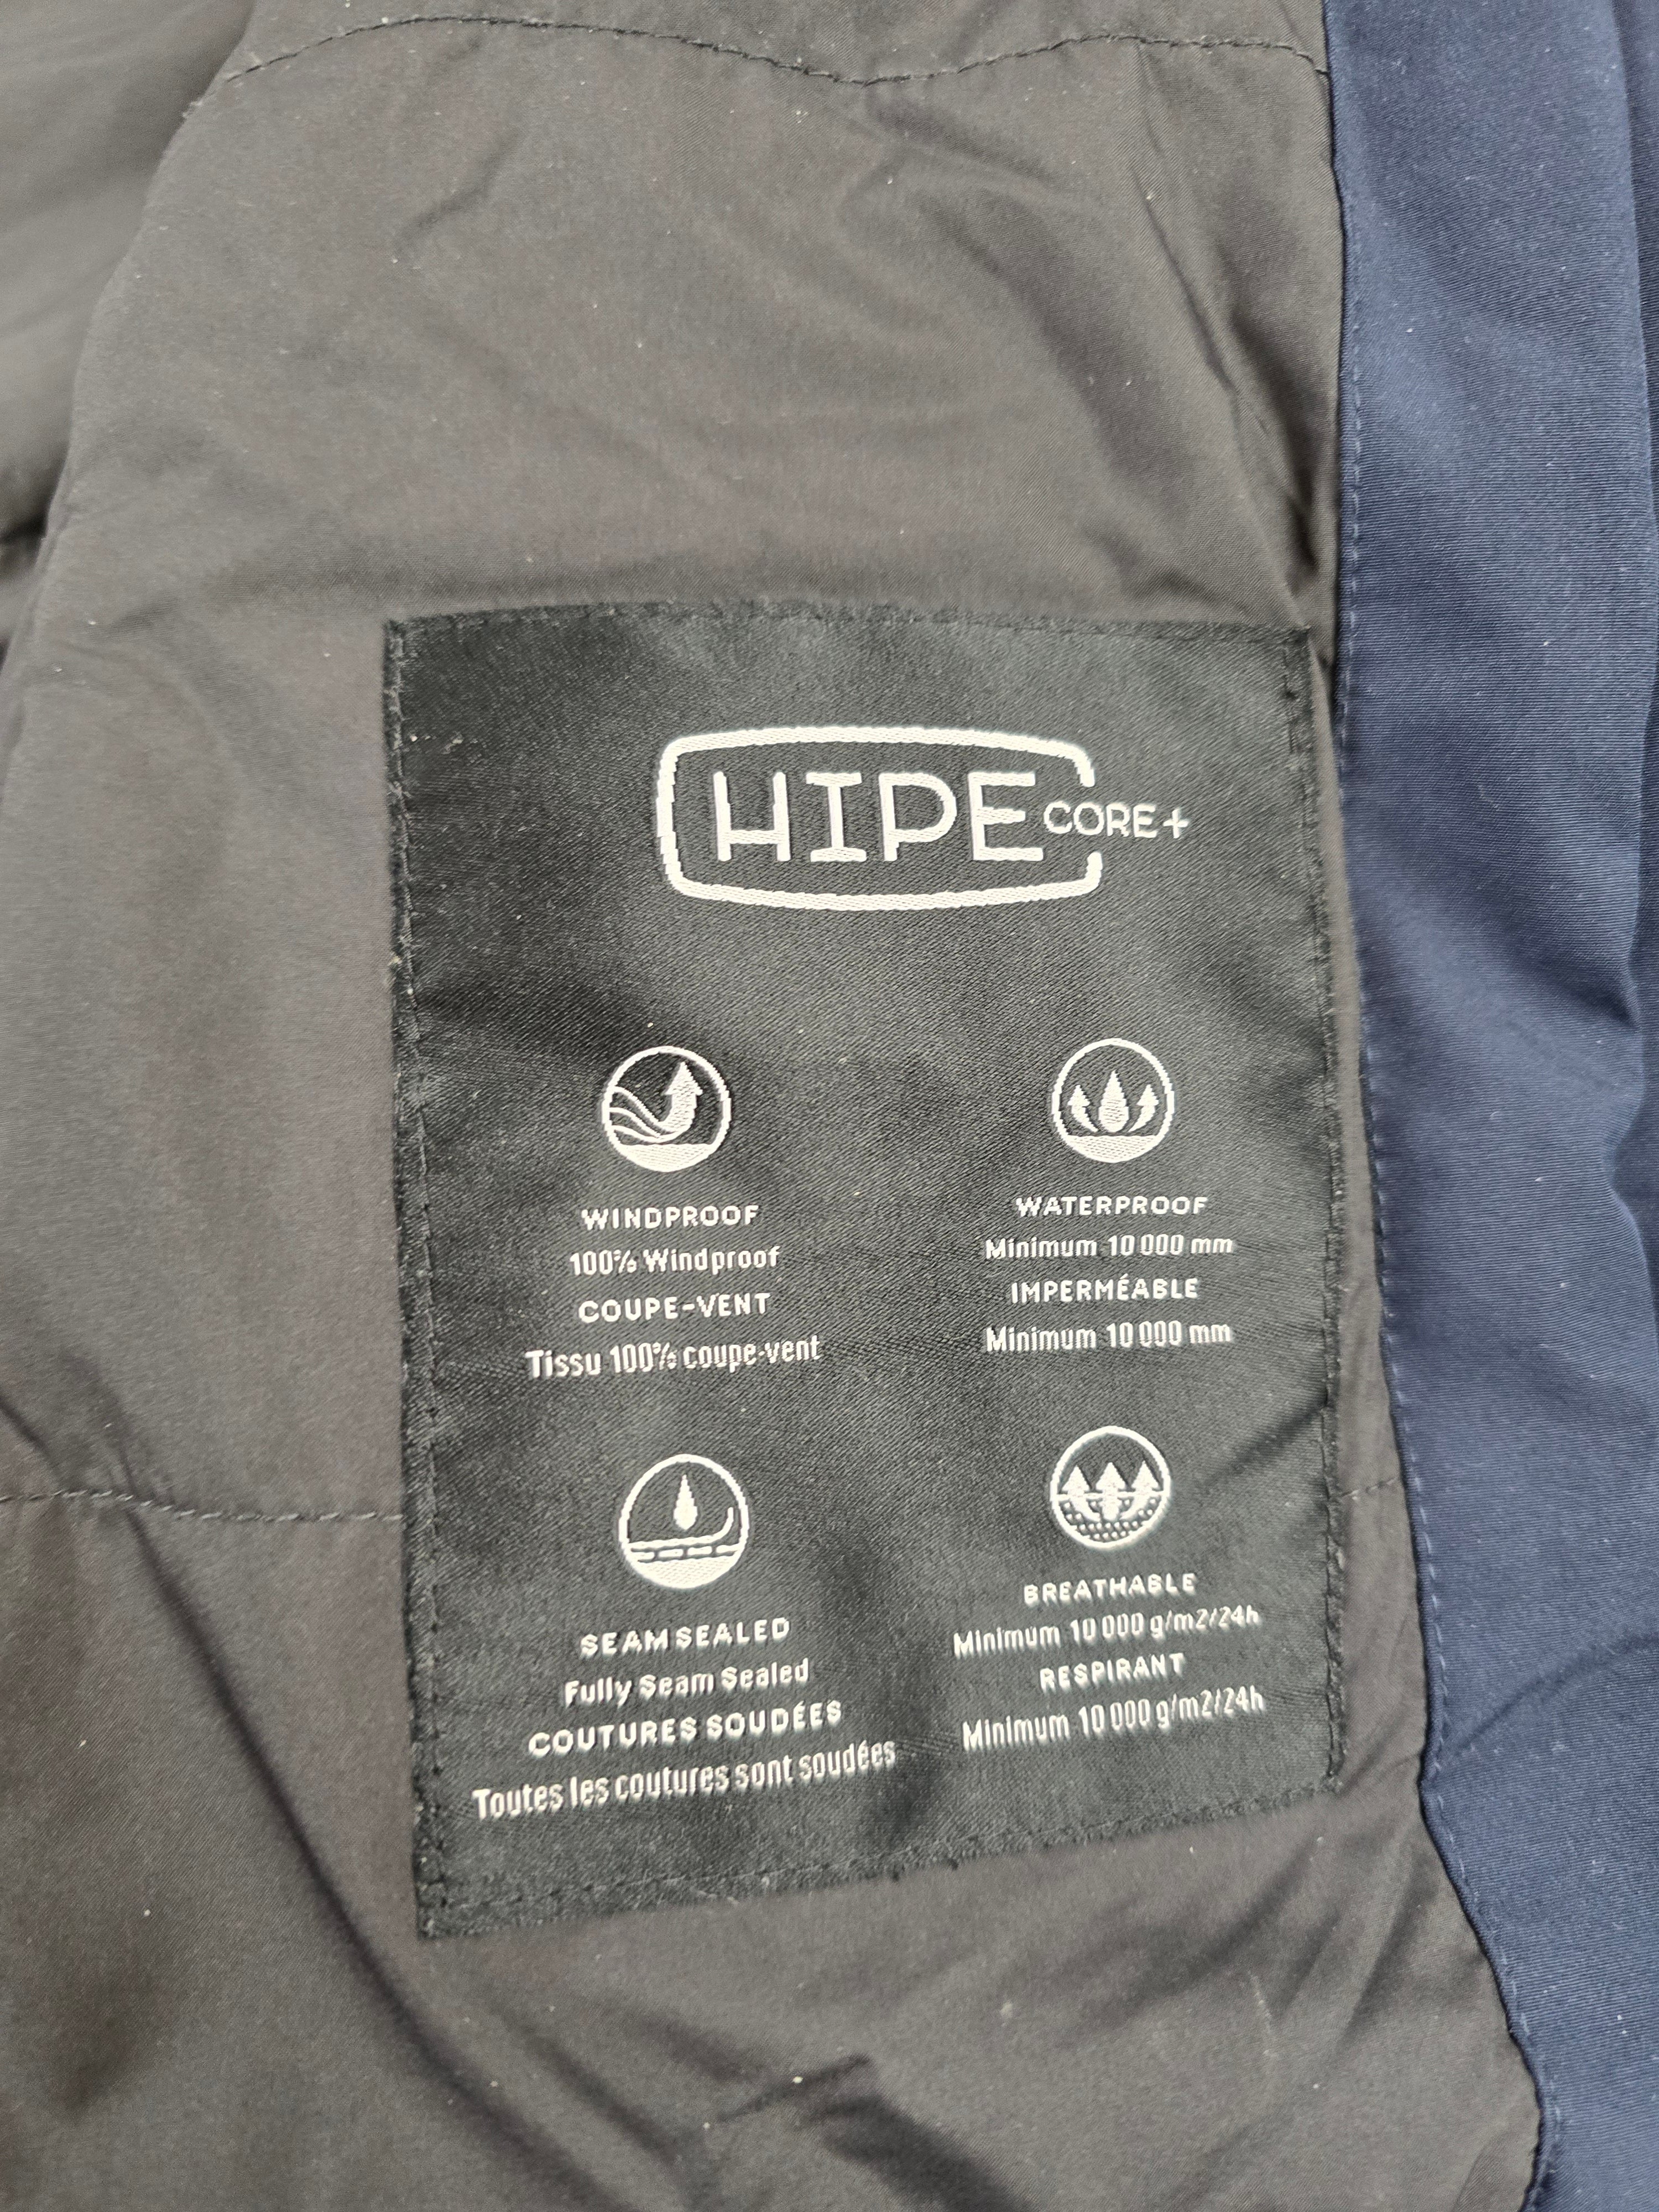 HIPE CORE+
WINDPROOF
100% Windproof
COUPE-VENT
Tissu 100% coupe-vent
WATERPROOF
Minimum 10 000 mm
IMPERMÉABLE
Minimum 10 000 mm
SEAM SEALED
Fully Seam Sealed
COUTURES SOUDÉES
Toutes les coutures sont soudées
BREATHABLE
Minimum 10 000 g/m2/24h
RESPIRANT
Minimum 10 000 g/m2/24h